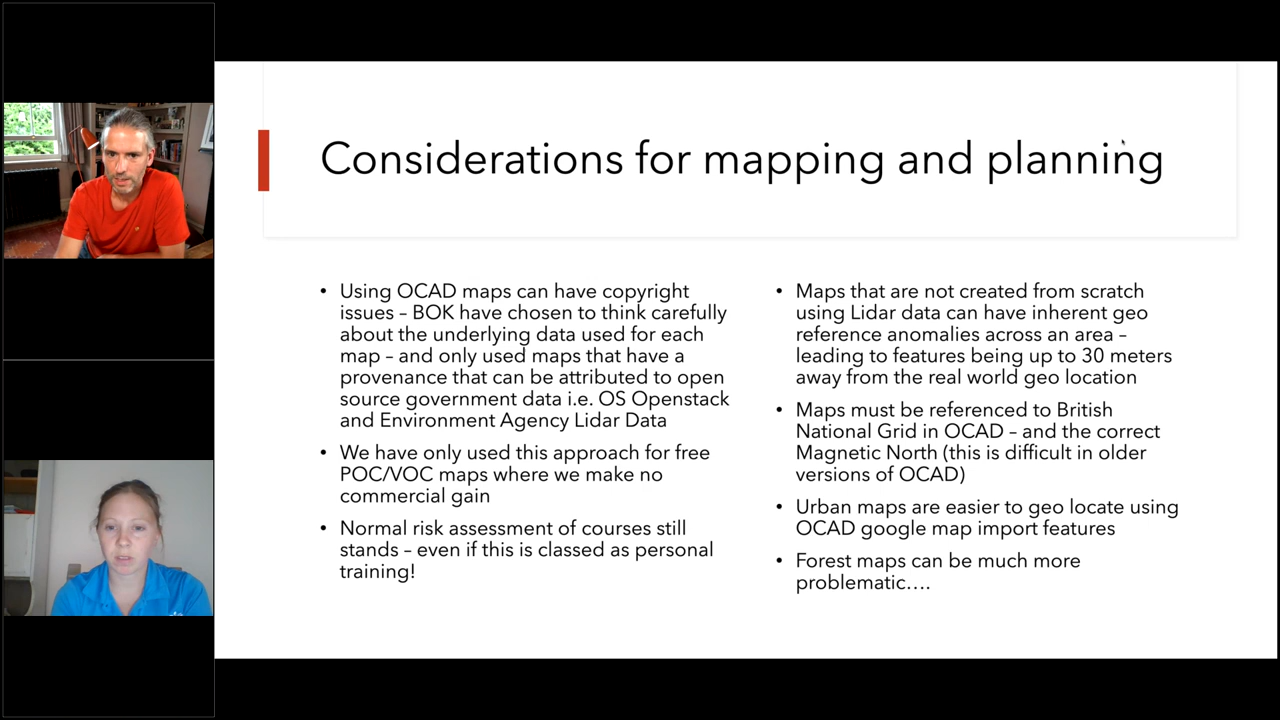 Considerations for mapping and planning
• Using OCAD maps can have copyright
issues – BOK have chosen to think carefully
about the underlying data used for each
map – and only used maps that have a
provenance that can be attributed to open
source government data i.e. OS Openstack
and Environment Agency Lidar Data
• We have only used this approach for free
POC/VOC maps where we make no
commercial gain
• Normal risk assessment of courses still
stands – even if this is classed as personal
training!
• Maps that are not created from scratch
using Lidar data can have inherent geo
reference anomalies across an area –
leading to features being up to 30 meters
away from the real world geo location
• Maps must be referenced to British
National Grid in OCAD – and the correct
Magnetic North (this is difficult in older
versions of OCAD)
• Urban maps are easier to geo locate using
OCAD google map import features
• Forest maps can be much more
problematic....